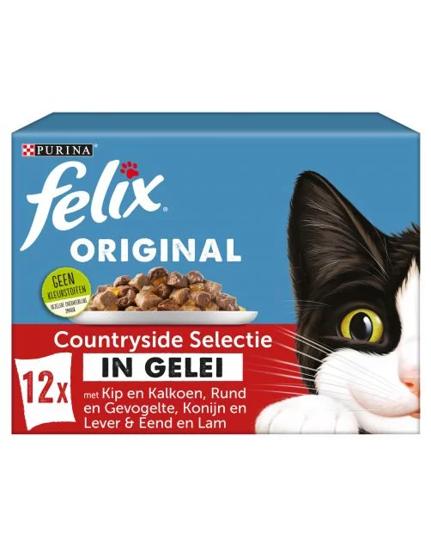 PURINA
felix
ORIGINAL
GEEN
KLEURSTOFFEN
Countryside Selectie
IN GELEI
12x
met Kip en Kalkoen, Rund
en Gevogelte, Konijn en
Lever & Eend en Lam